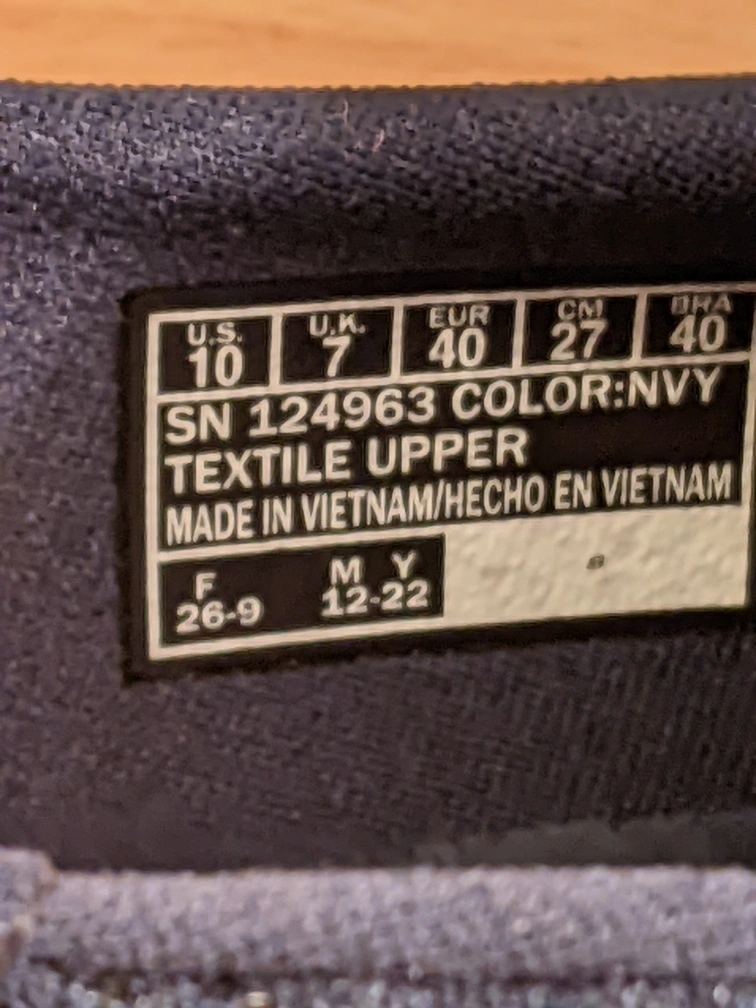 U.S. U.K. EUR CM BRA
10 7 40 27 40
SN 124963 COLOR:NVY
TEXTILE UPPER
MADE IN VIETNAM/HECHO EN VIETNAM
F M Y
26-9 12-22